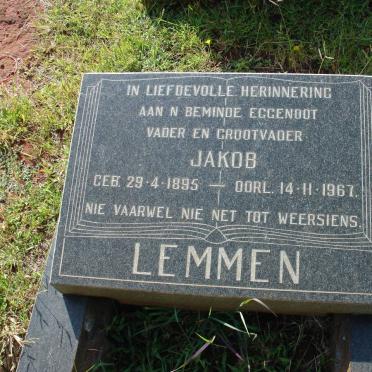 IN LIEFDEVOLLE HERINNERING
AAN N BEMINDE EGGENOOT
VADER EN GROOTVADER
JAKOB
GEB. 29-4-1895 — OORL. 14-11-1967.
NIE VAARWEL NIE NET TOT WEERSIENS.
LEMMEN